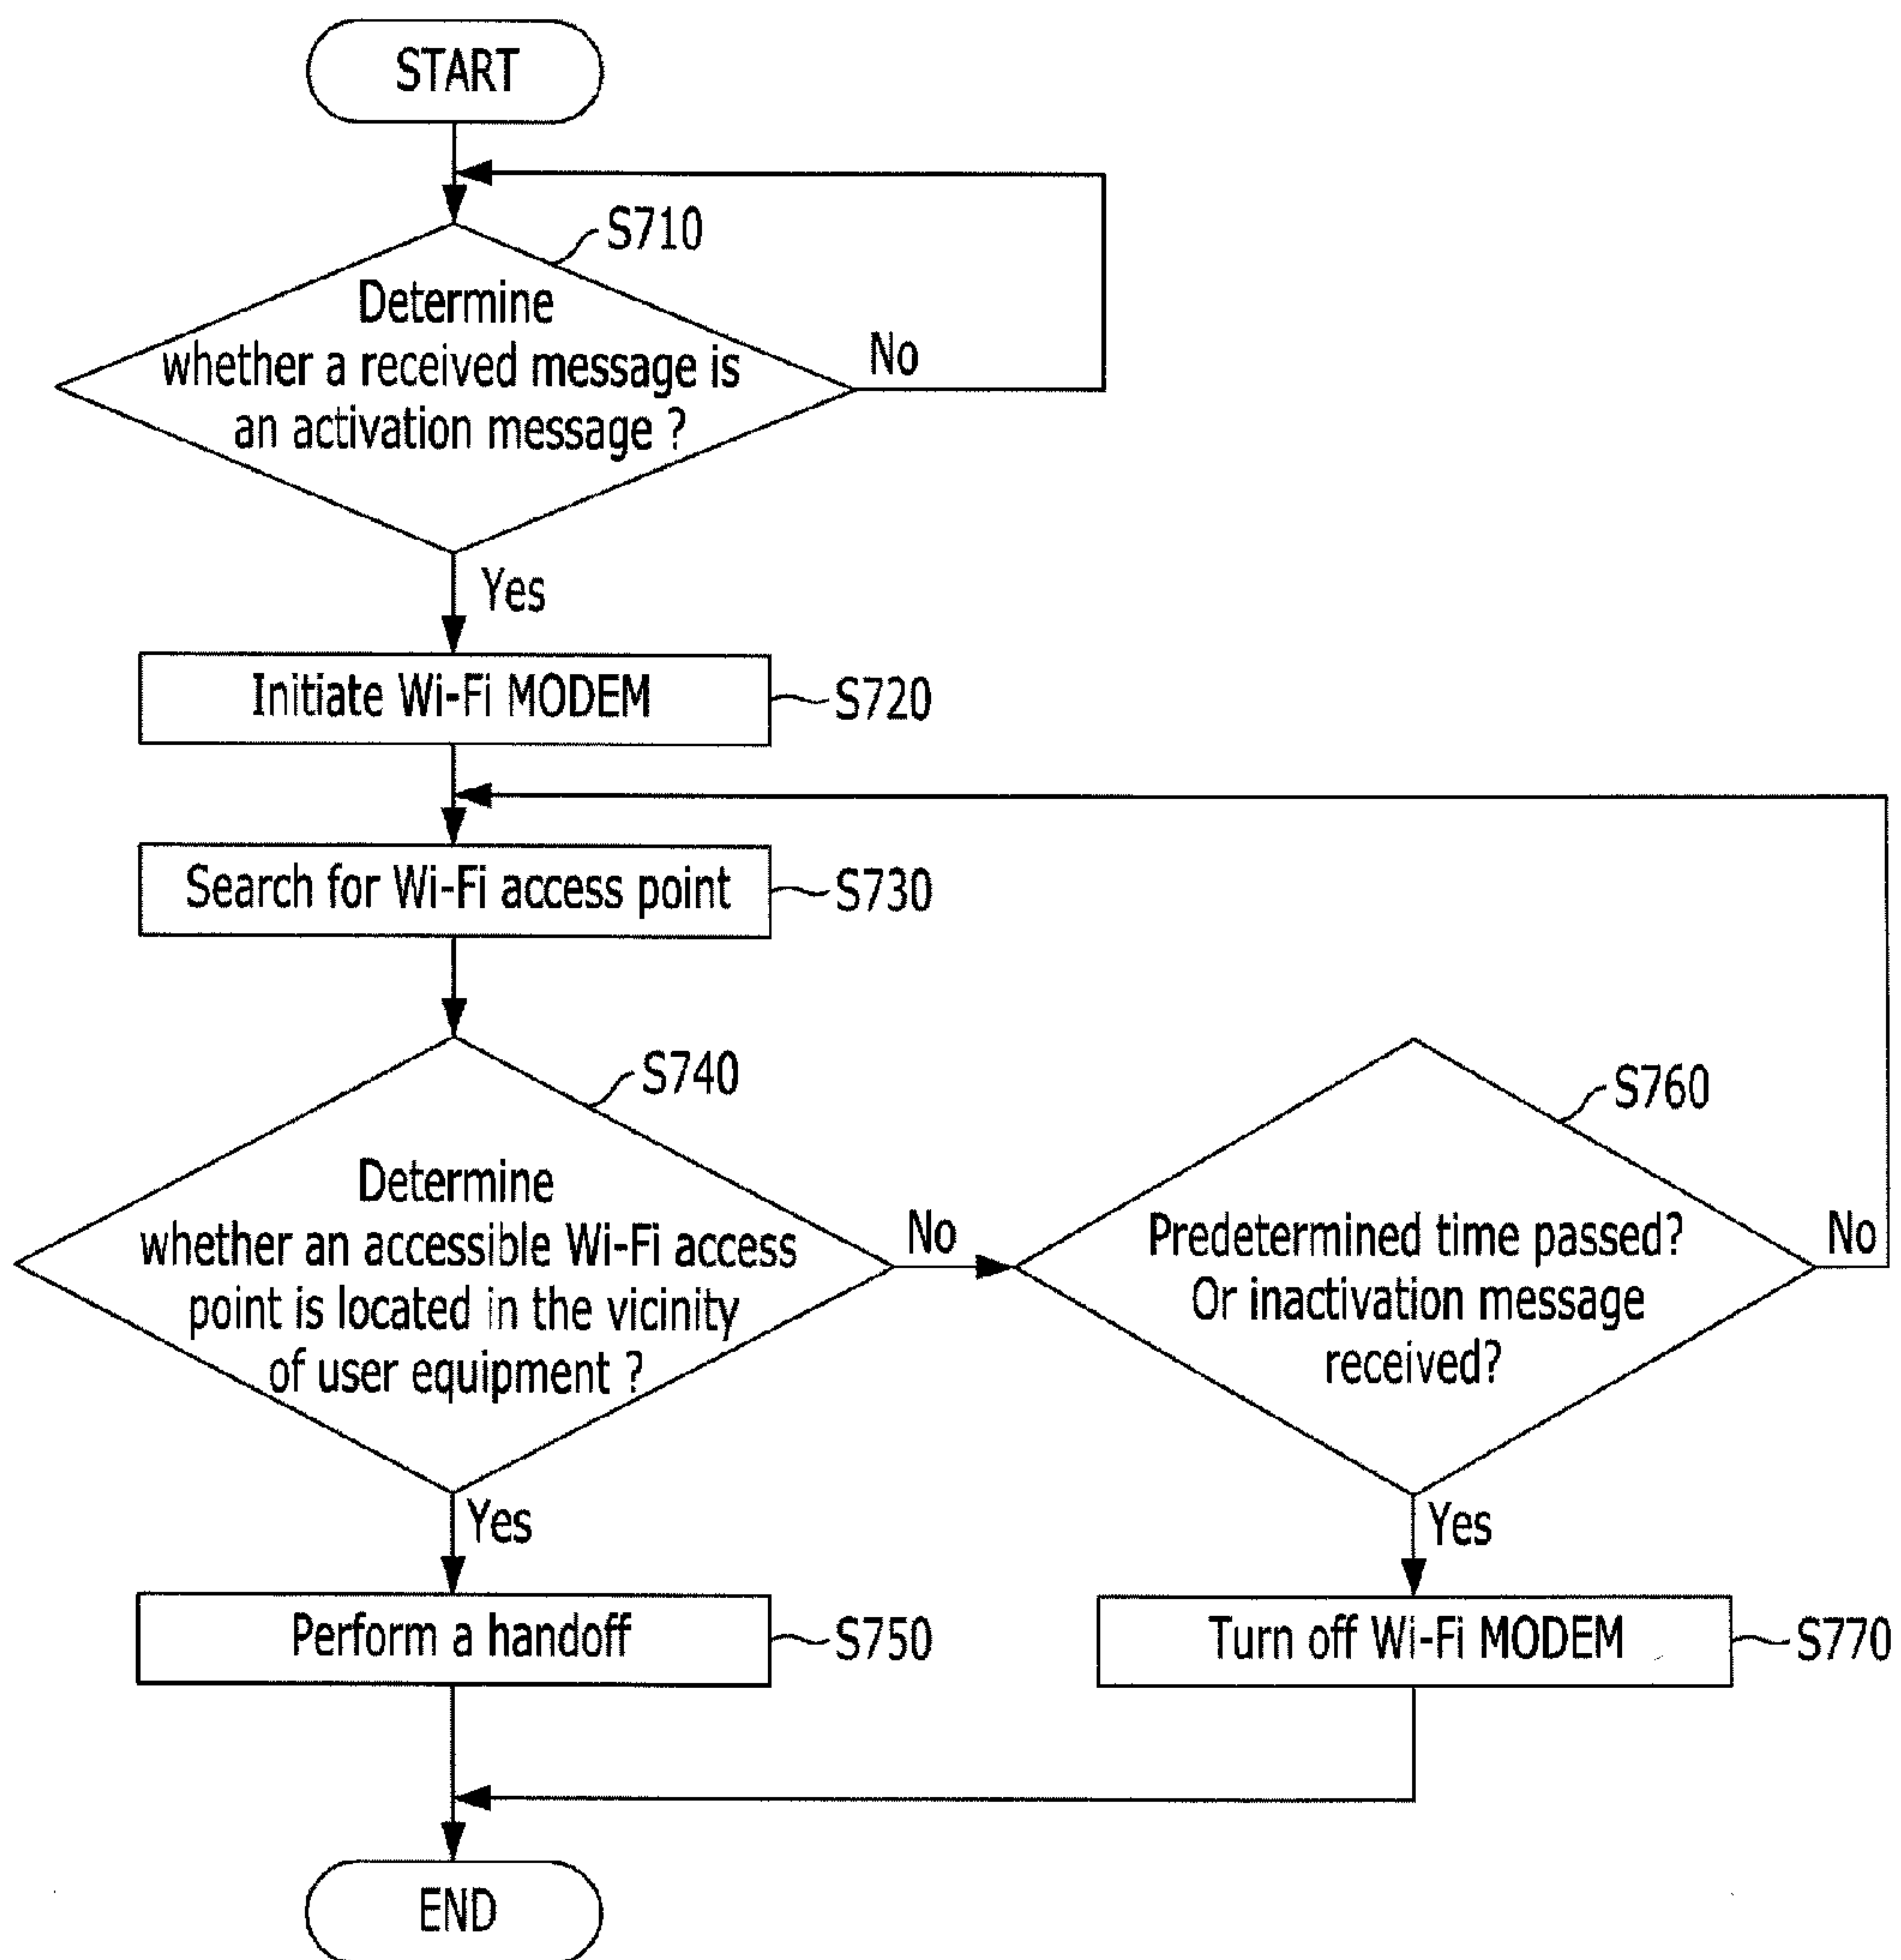 START
S710
Determine
whether a received message is
an activation message ?
No
Yes
Initiate Wi-Fi MODEM
S720
Search for Wi-Fi access point
S730
S740
Determine
whether an accessible Wi-Fi access
point is located in the vicinity
of user equipment ?
No
S760
Predetermined time passed?
Or inactivation message
received?
No
Yes
Yes
Perform a handoff
S750
Turn off Wi-Fi MODEM
S770
END